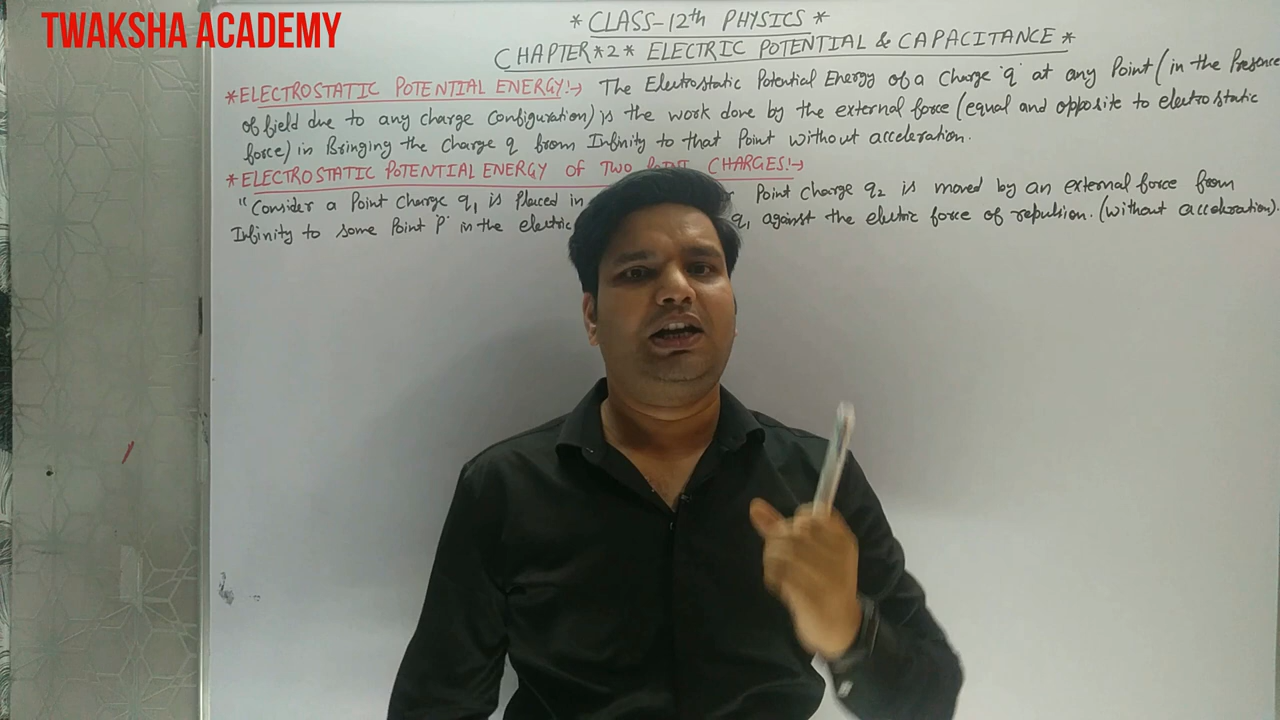 TWAKSHA ACADEMY
* CLASS-12th PHYSICS *
CHAPTER*2* ELECTRIC POTENTIAL & CAPACITANCE *
*ELECTROSTATIC POTENTIAL ENERGY:→ The Electrostatic Potential Energy of a Charge 'q' at any Point (in the Presence
of field due to any charge Configuration) is the work done by the external force (equal and opposite to electrostatic
force) in Bringing the Charge q from Infinity to that Point without acceleration.
*ELECTROSTATIC POTENTIAL ENERGY of TWO POINT CHARGES:→
"Consider a Point Charge q₁ is Placed in Point Charge q₂ is moved by an external force from
Infinity to some Point 'P' in the electric q₁ against the electric force of repulsion. (without acceleration).